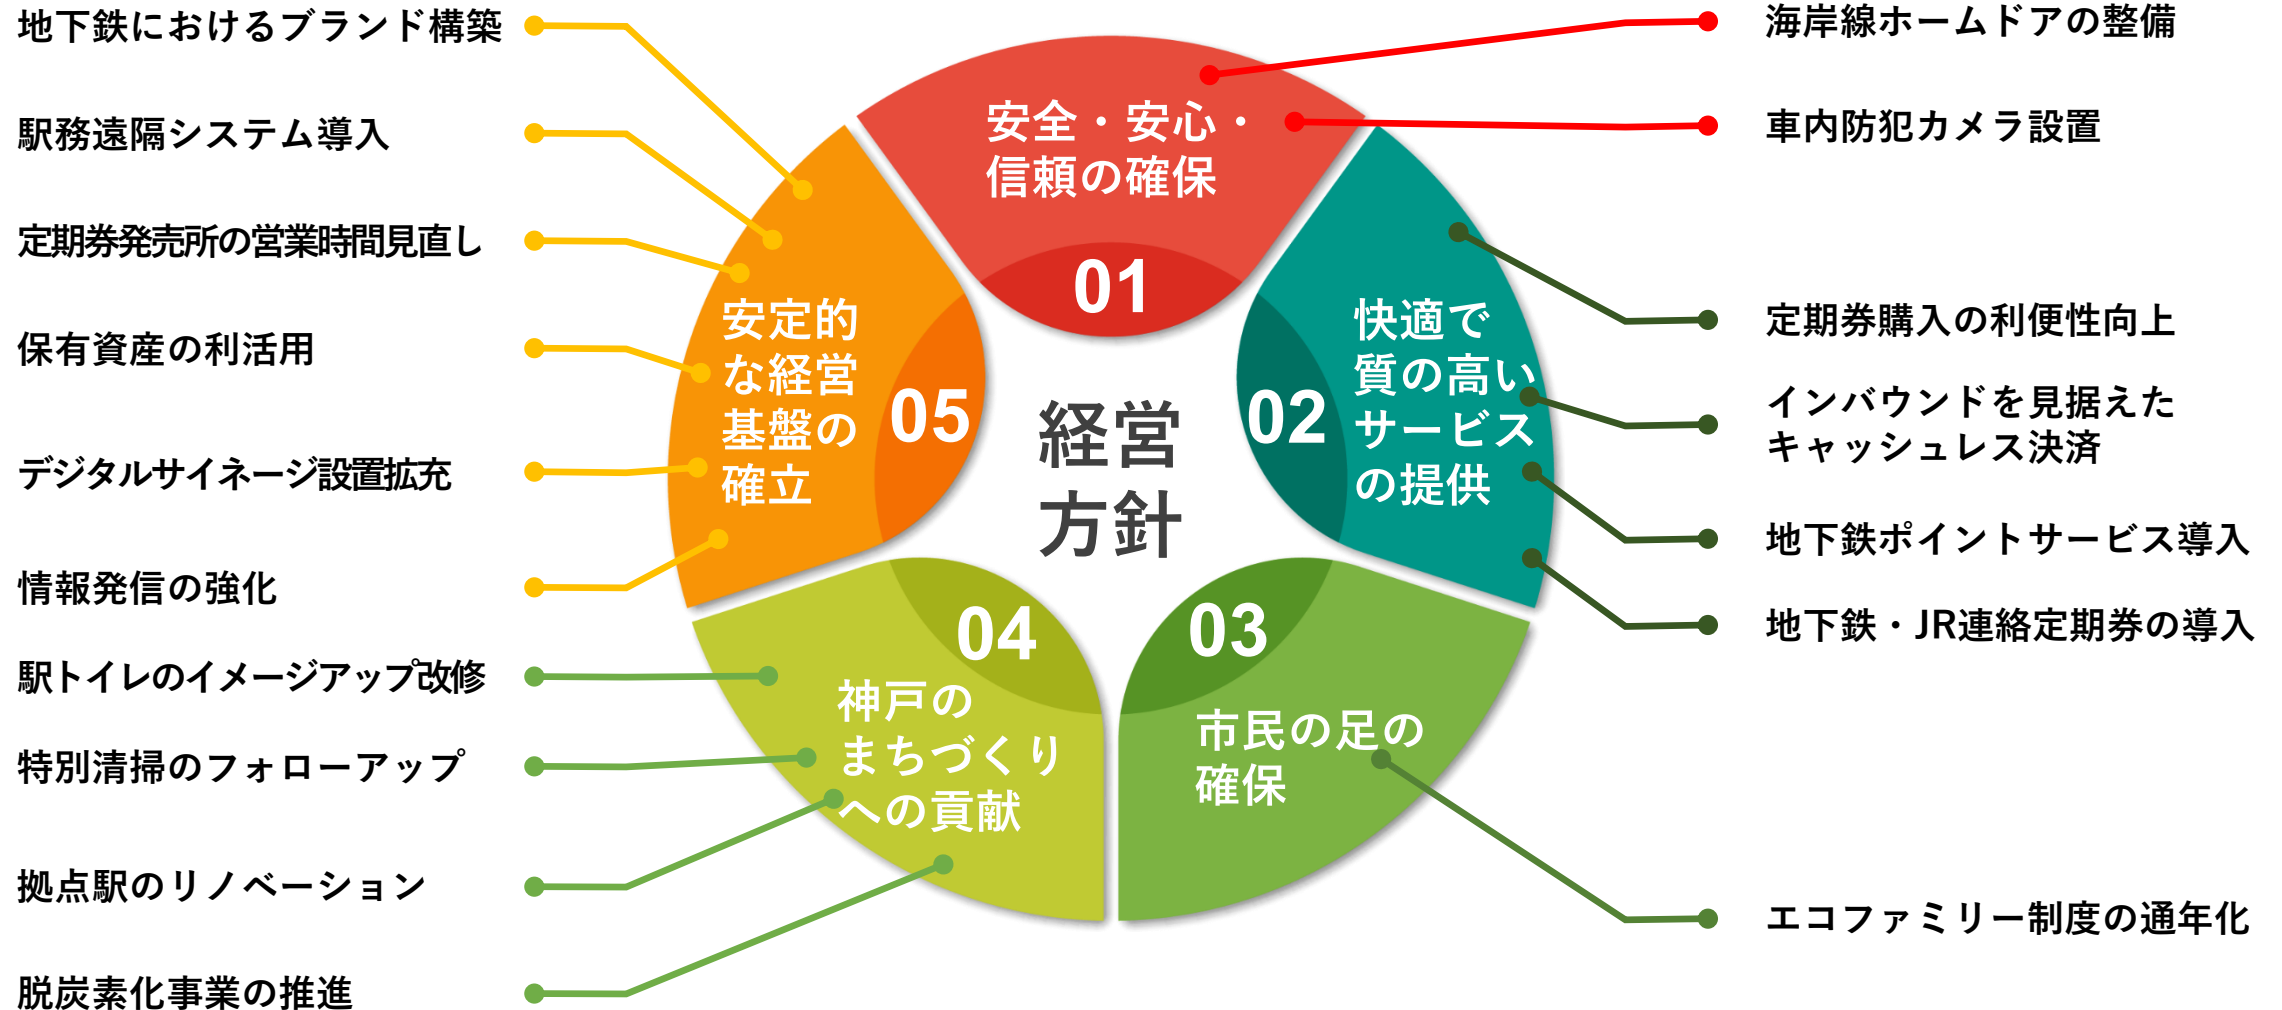 地下鉄におけるブランド構築
駅務遠隔システム導入
定期券発売所の営業時間見直し
保有資産の利活用
デジタルサイネージ設置拡充
情報発信の強化
駅トイレのイメージアップ改修
特別清掃のフォローアップ
拠点駅のリノベーション
脱炭素化事業の推進
安全・安心・
信頼の確保
01
快適で
質の高い
サービス
の提供
02
市民の足の
確保
03
神戸の
まちづくり
への貢献
04
安定的
な経営
基盤の
確立
05
経営
方針
海岸線ホームドアの整備
車内防犯カメラ設置
定期券購入の利便性向上
インバウンドを見据えた
キャッシュレス決済
地下鉄ポイントサービス導入
地下鉄・JR連絡定期券の導入
エコファミリー制度の通年化